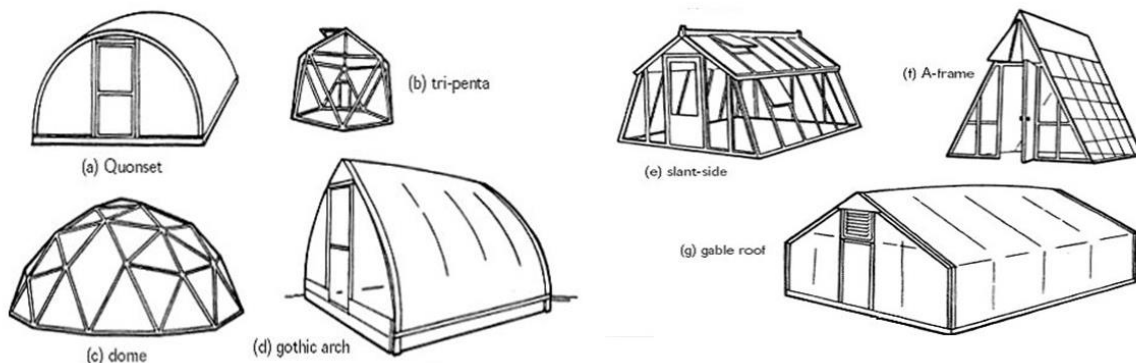 (a) Quonset
(b) tri-penta
(c) dome
(d) gothic arch
(e) slant-side
(f) A-frame
(g) gable roof